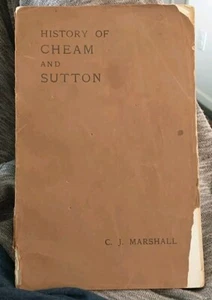 HISTORY OF
CHEAM
AND
SUTTON
C. J. MARSHALL